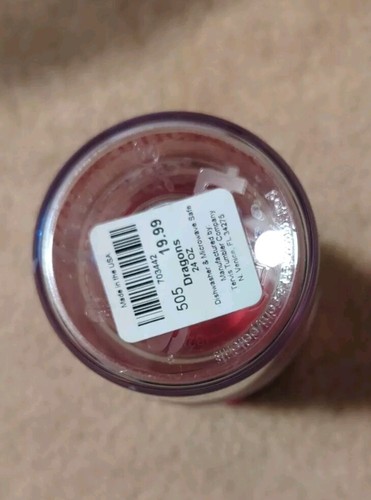 Made in the USA
703442
19.99
505
Dragons
24 OZ
Dishwasher & Microwave Safe
Manufactured by
Tervis Tumbler Company
N. Venice, FL 34275